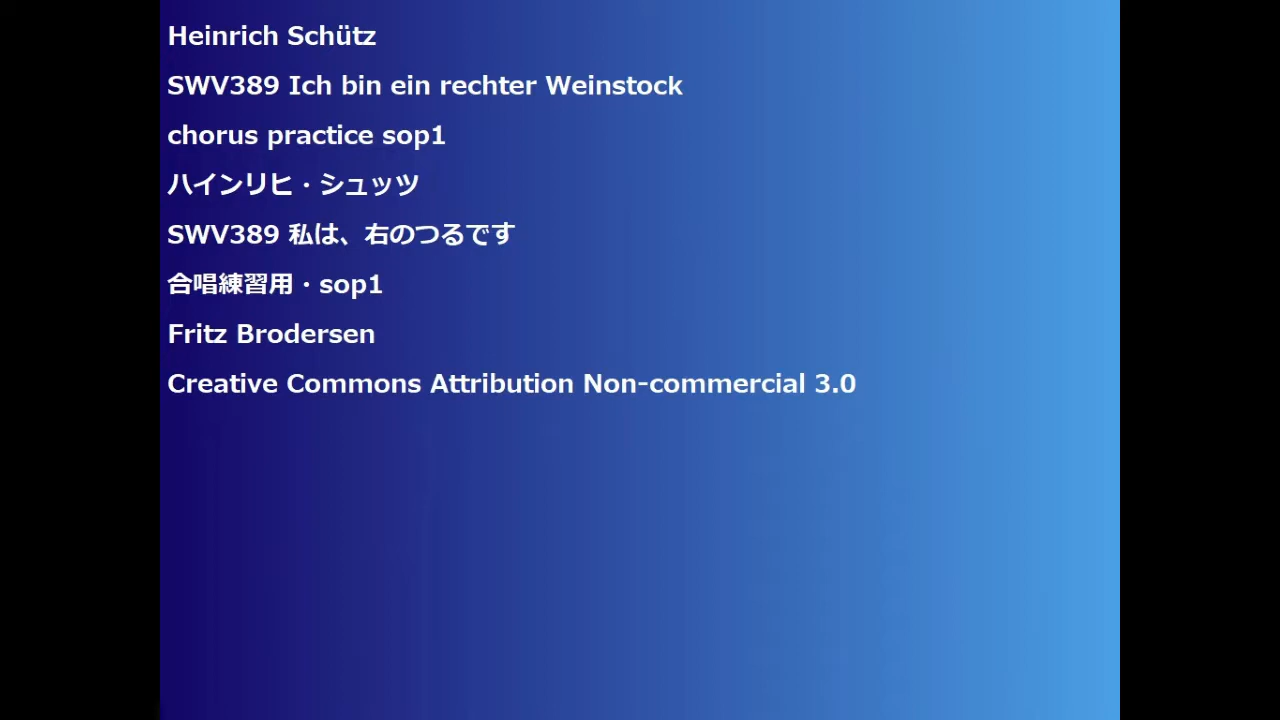 Heinrich Schütz
SWV389 Ich bin ein rechter Weinstock
chorus practice sop1
ハインリヒ・シュッツ
SWV389 私は、右のつるです
合唱練習用・sop1
Fritz Brodersen
Creative Commons Attribution Non-commercial 3.0